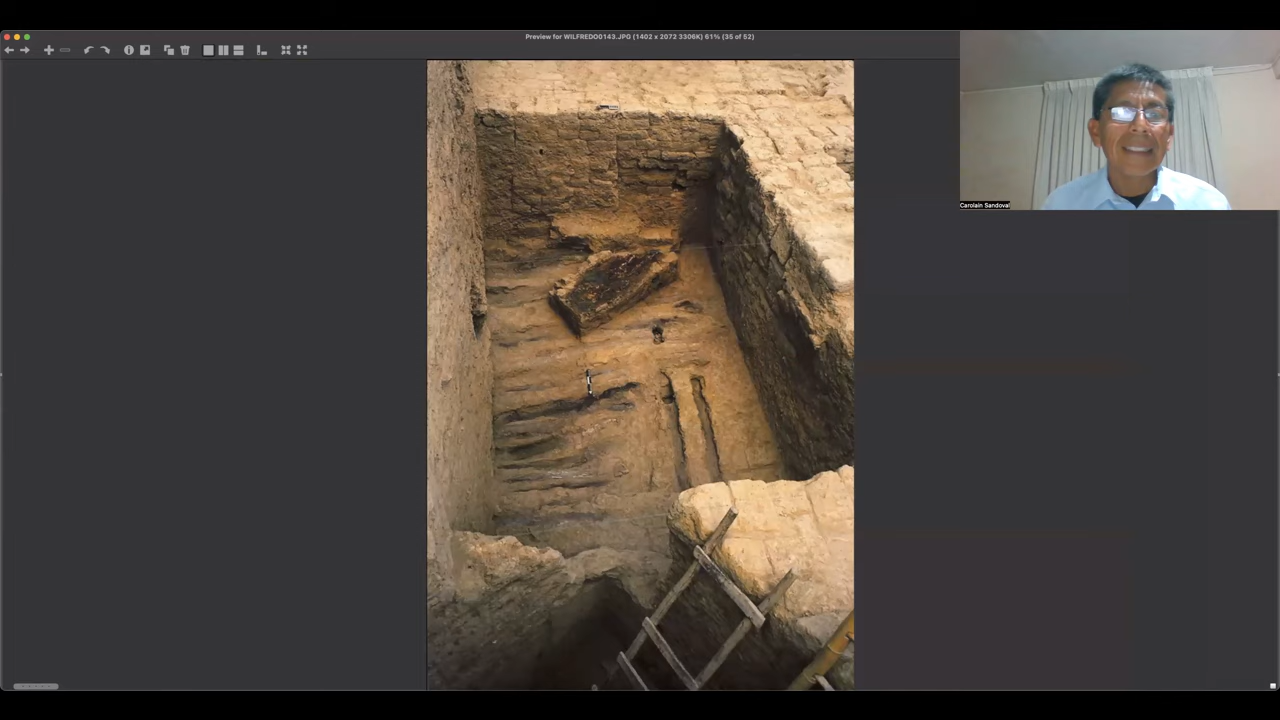 Preview for WILFREDO0143.JPG (1402 x 2072 3306K) 61% (35 of 52)
Carolain Sandoval